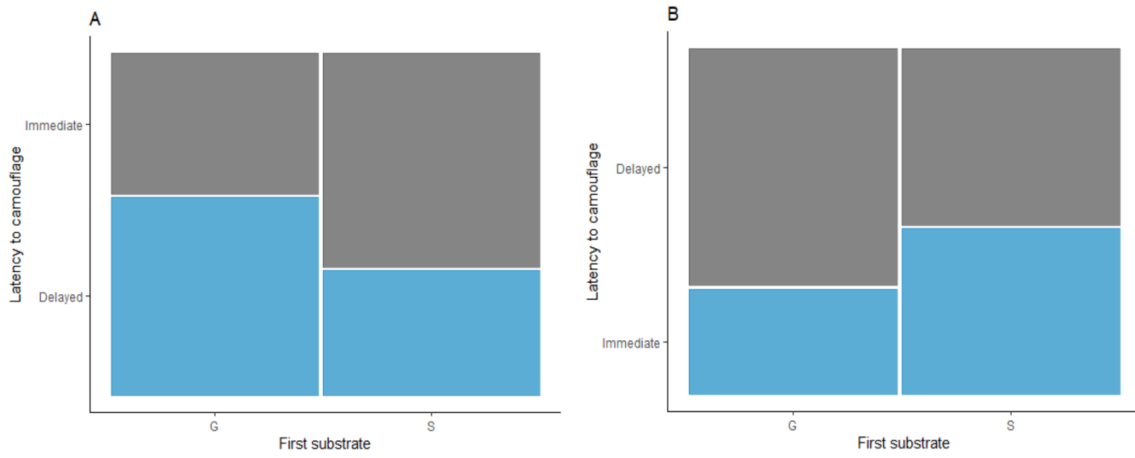 A
Latency to camouflage
Immediate
Delayed
G
S
First substrate
B
Latency to camouflage
Delayed
Immediate
G
S
First substrate